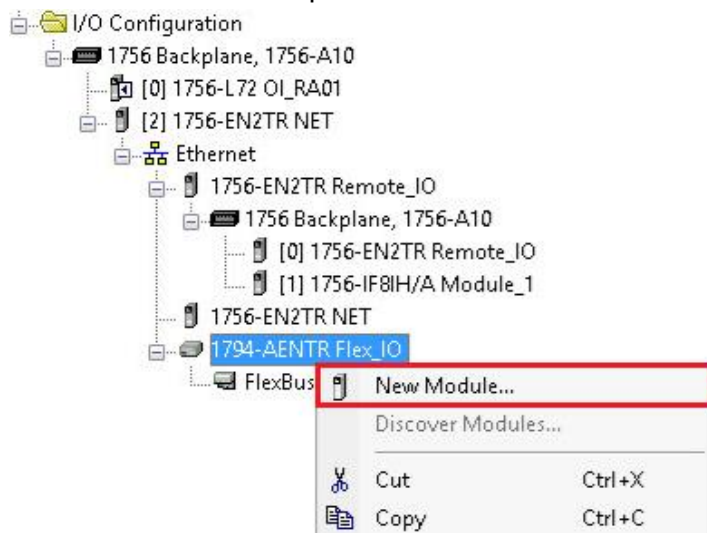 I/O Configuration
1756 Backplane, 1756-A10
[0] 1756-L72 OI_RA01
[2] 1756-EN2TR NET
Ethernet
1756-EN2TR Remote_IO
1756 Backplane, 1756-A10
[0] 1756-EN2TR Remote_IO
[1] 1756-IF8IH/A Module_1
1756-EN2TR NET
1794-AENTR Flex_IO
FlexBus
New Module...
Discover Modules...
Cut Ctrl+X
Copy Ctrl+C